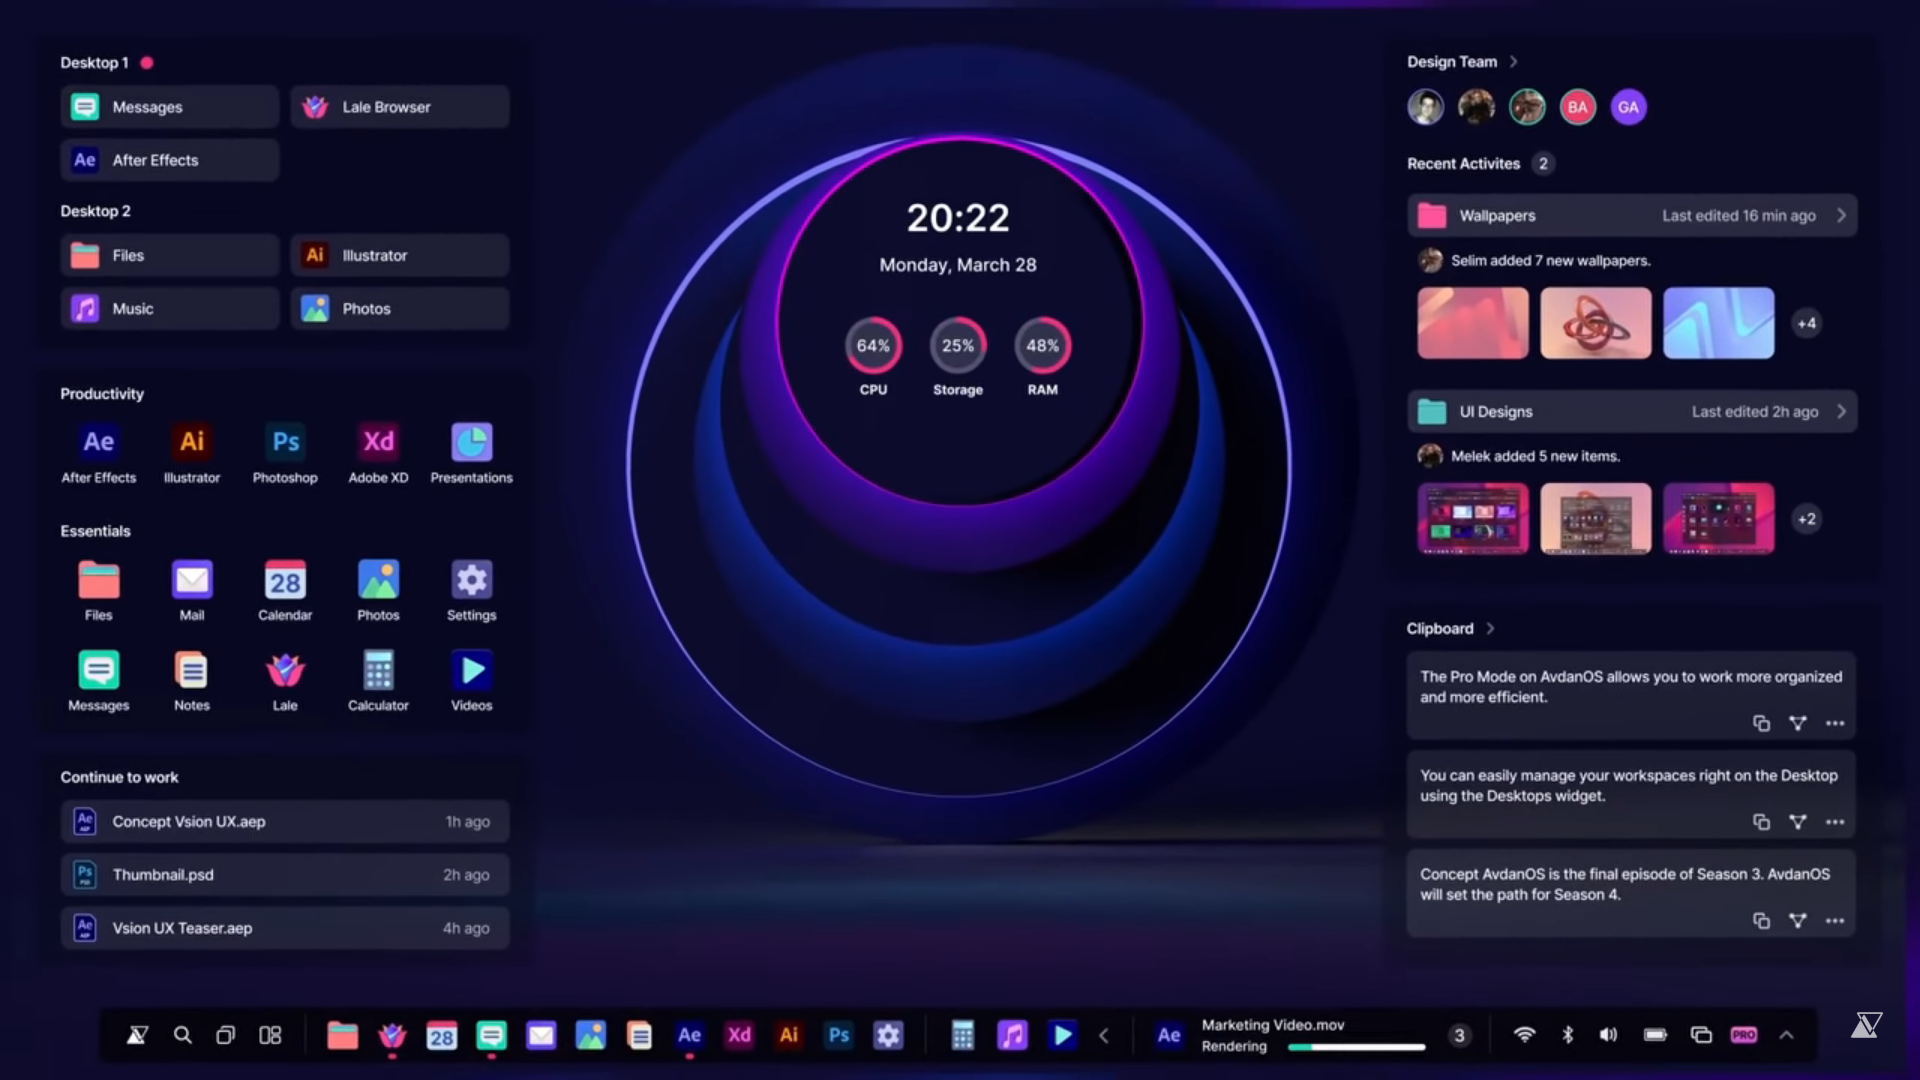 Desktop 1
Messages
Lale Browser
Ae After Effects
Desktop 2
Files
Ai Illustrator
Music
Photos
Productivity
Ae Ai Ps Xd
After Effects Illustrator Photoshop Adobe XD Presentations
Essentials
28
Files Mail Calendar Photos Settings
Messages Notes Lale Calculator Videos
Continue to work
Ae AEP Concept Vsion UX.aep 1h ago
Ps PSD Thumbnail.psd 2h ago
Ae AEP Vsion UX Teaser.aep 4h ago
20:22
Monday, March 28
64% 25% 48%
CPU Storage RAM
Design Team
BA GA
Recent Activites 2
Wallpapers Last edited 16 min ago
Selim added 7 new wallpapers.
+4
UI Designs Last edited 2h ago
Melek added 5 new items.
+2
Clipboard
The Pro Mode on AvdanOS allows you to work more organized
and more efficient.
You can easily manage your workspaces right on the Desktop
using the Desktops widget.
Concept AvdanOS is the final episode of Season 3. AvdanOS
will set the path for Season 4.
28 Ae Xd Ai Ps
Ae Marketing Video.mov
Rendering
3
PRO